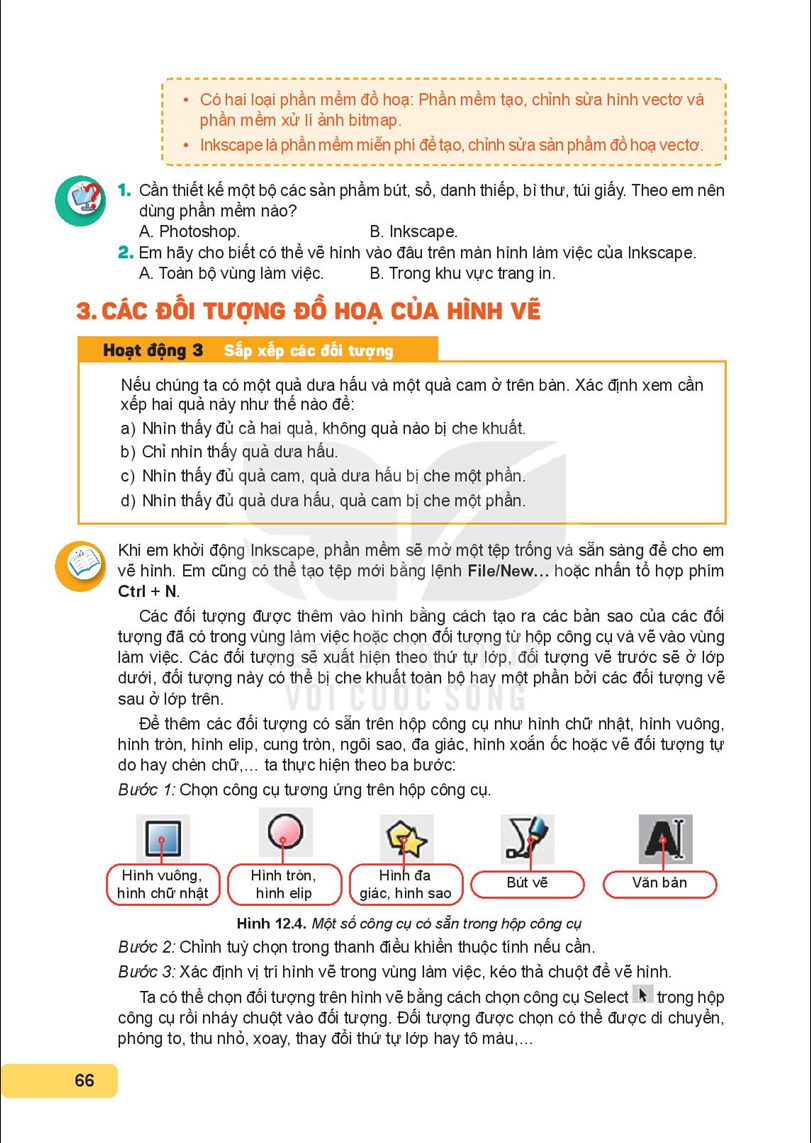 • Có hai loại phần mềm đồ hoạ: Phần mềm tạo, chỉnh sửa hình vectơ và
phần mềm xử lí ảnh bitmap.
• Inkscape là phần mềm miễn phí để tạo, chỉnh sửa sản phẩm đồ hoạ vectơ.
1. Cần thiết kế một bộ các sản phẩm bút, sổ, danh thiếp, bì thư, túi giấy. Theo em nên
dùng phần mềm nào?
A. Photoshop. B. Inkscape.
2. Em hãy cho biết có thể vẽ hình vào đâu trên màn hình làm việc của Inkscape.
A. Toàn bộ vùng làm việc. B. Trong khu vực trang in.
3. CÁC ĐỐI TƯỢNG ĐỒ HOẠ CỦA HÌNH VẼ
Hoạt động 3 Sắp xếp các đối tượng
Nếu chúng ta có một quả dưa hấu và một quả cam ở trên bàn. Xác định xem cần
xếp hai quả này như thế nào để:
a) Nhìn thấy đủ cả hai quả, không quả nào bị che khuất.
b) Chỉ nhìn thấy quả dưa hấu.
c) Nhìn thấy đủ quả cam, quả dưa hấu bị che một phần.
d) Nhìn thấy đủ quả dưa hấu, quả cam bị che một phần.
Khi em khởi động Inkscape, phần mềm sẽ mở một tệp trống và sẵn sàng để cho em
vẽ hình. Em cũng có thể tạo tệp mới bằng lệnh File/New... hoặc nhấn tổ hợp phím
Ctrl + N.
Các đối tượng được thêm vào hình bằng cách tạo ra các bản sao của các đối
tượng đã có trong vùng làm việc hoặc chọn đối tượng từ hộp công cụ và vẽ vào vùng
làm việc. Các đối tượng sẽ xuất hiện theo thứ tự lớp, đối tượng vẽ trước sẽ ở lớp
dưới, đối tượng này có thể bị che khuất toàn bộ hay một phần bởi các đối tượng vẽ
sau ở lớp trên.
KẾT NỐI TRI THỨC
VỚI CUỘC SỐNG
Để thêm các đối tượng có sẵn trên hộp công cụ như hình chữ nhật, hình vuông,
hình tròn, hình elip, cung tròn, ngôi sao, đa giác, hình xoắn ốc hoặc vẽ đối tượng tự
do hay chèn chữ,... ta thực hiện theo ba bước:
Bước 1: Chọn công cụ tương ứng trên hộp công cụ.
Hình vuông,
hình chữ nhật
Hình tròn,
hình elip
Hình đa
giác, hình sao
Bút vẽ
Văn bản
Hình 12.4. Một số công cụ có sẵn trong hộp công cụ
Bước 2: Chỉnh tuỳ chọn trong thanh điều khiển thuộc tính nếu cần.
Bước 3: Xác định vị trí hình vẽ trong vùng làm việc, kéo thả chuột để vẽ hình.
Ta có thể chọn đối tượng trên hình vẽ bằng cách chọn công cụ Select trong hộp
công cụ rồi nháy chuột vào đối tượng. Đối tượng được chọn có thể được di chuyển,
phóng to, thu nhỏ, xoay, thay đổi thứ tự lớp hay tô màu,...
66